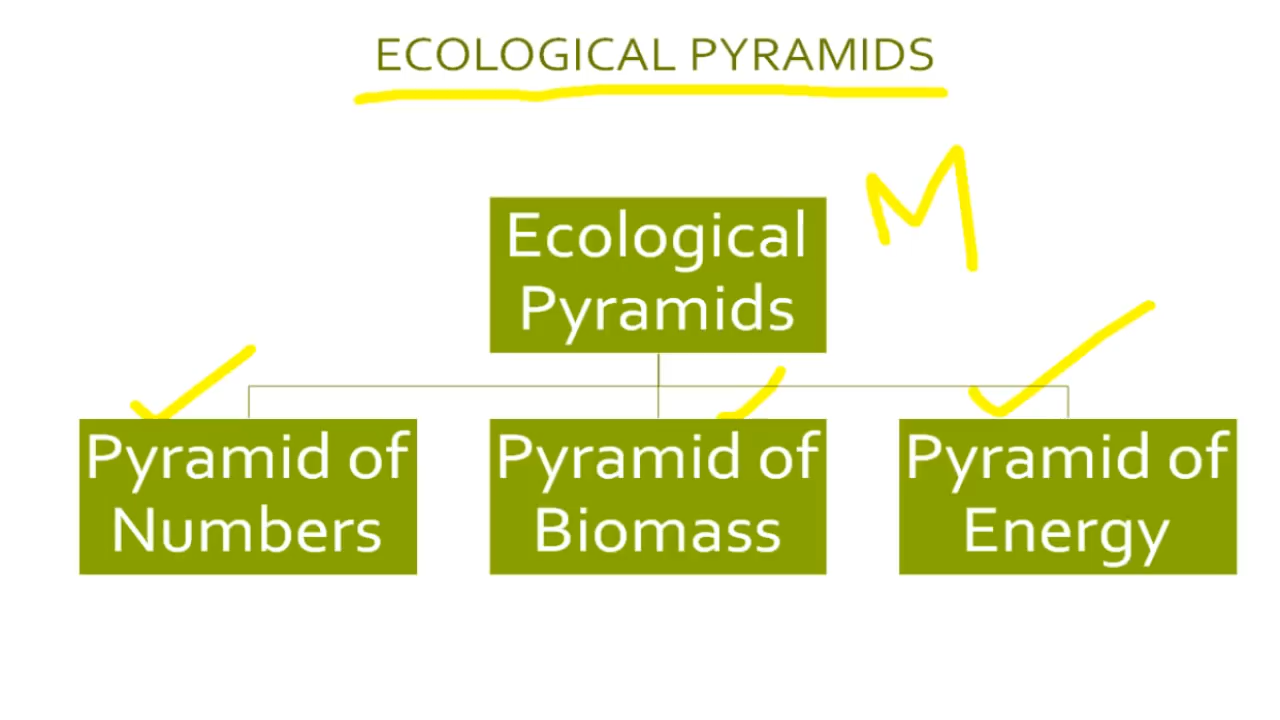 ECOLOGICAL PYRAMIDS
M
Ecological
Pyramids
Pyramid of
Numbers
Pyramid of
Biomass
Pyramid of
Energy